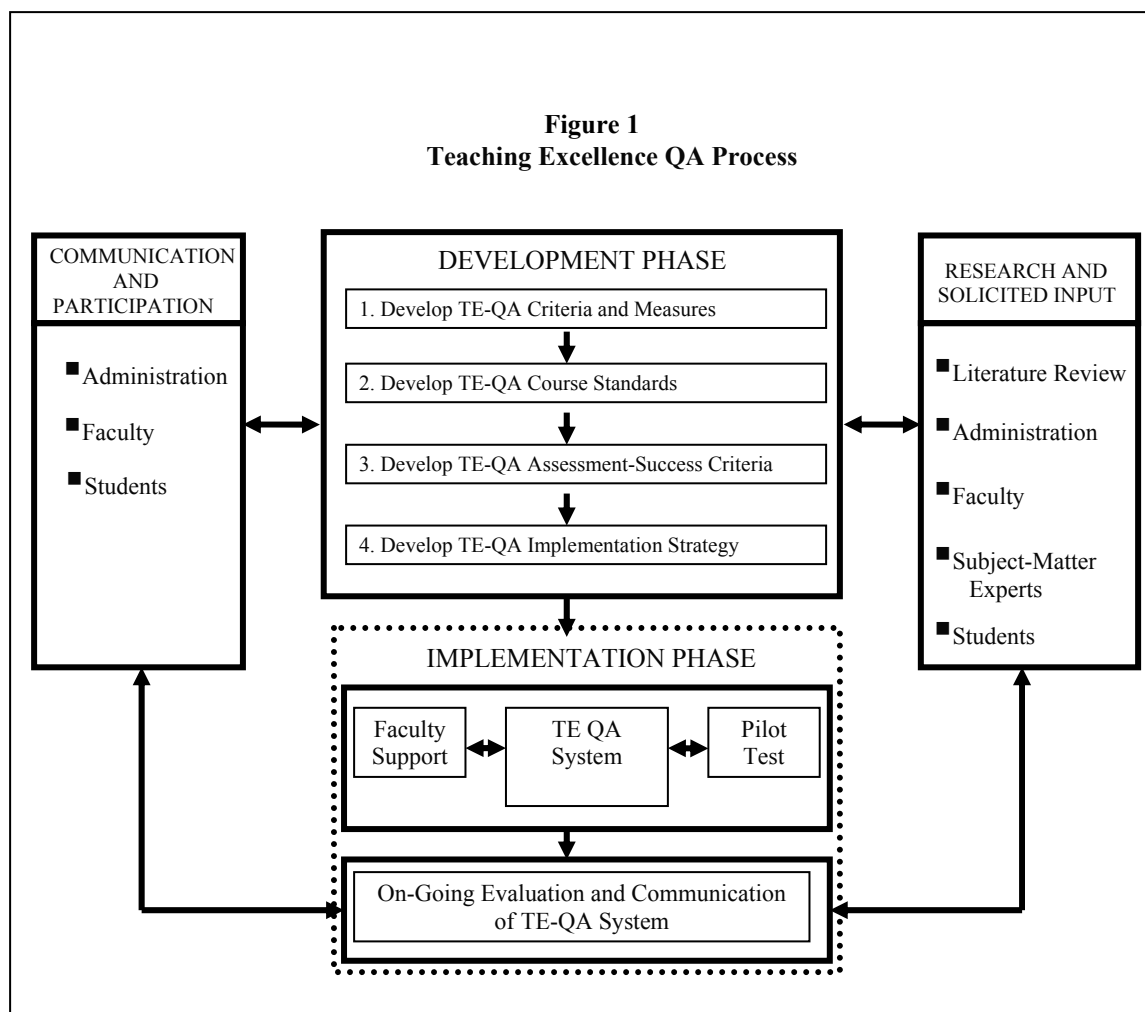 Figure 1
Teaching Excellence QA Process
COMMUNICATION
AND
PARTICIPATION
■ Administration
■ Faculty
■ Students
DEVELOPMENT PHASE
1. Develop TE-QA Criteria and Measures
2. Develop TE-QA Course Standards
3. Develop TE-QA Assessment-Success Criteria
4. Develop TE-QA Implementation Strategy
RESEARCH AND
SOLICITED INPUT
■ Literature Review
■ Administration
■ Faculty
■ Subject-Matter
Experts
■ Students
IMPLEMENTATION PHASE
Faculty
Support
TE QA
System
Pilot
Test
On-Going Evaluation and Communication
of TE-QA System